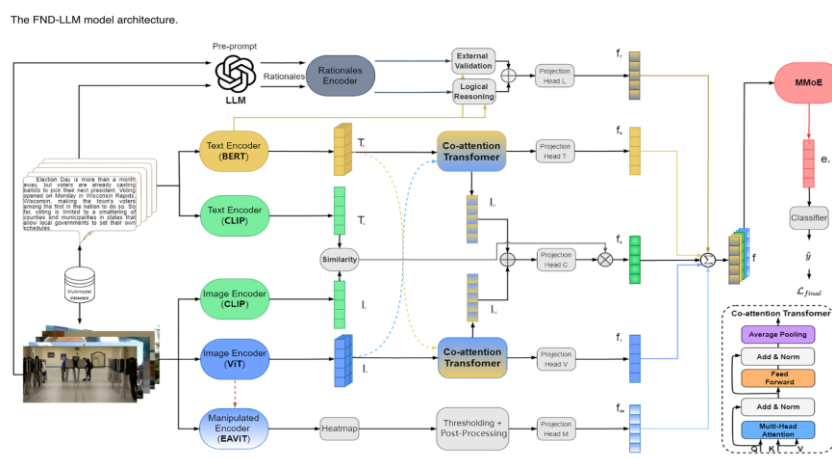 The FND-LLM model architecture.
Pre-prompt
LLM
Rationales
Rationales
Encoder
External
Validation
Logical
Reasoning
Projection
Head L
MMoE
Text Encoder
(BERT)
Co-attention
Transfomer
Projection
Head T
Election Day is more than a month
away, but voters are already casting
ballots to pick their next president. Voting
opened on Monday in Wisconsin Rapids,
Wisconsin, making the town's voters
among the first in the nation to do so. So
far, voting is limited to a smattering of
counties and municipalities in states that
allow local governments to set their own
schedules.
Text Encoder
(CLIP)
Classifier
Similarity
Projection
Head C
f
ŷ
Multimodal
datasets
Image Encoder
(CLIP)
ℒfinal
Image Encoder
(ViT)
Co-attention
Transfomer
Projection
Head V
Manipulated
Encoder
(EAViT)
Heatmap
Thresholding +
Post-Processing
Projection
Head M
Co-attention Transfomer
Average Pooling
Add & Norm
Feed
Forward
Add & Norm
Multi-Head
Attention
Q K V